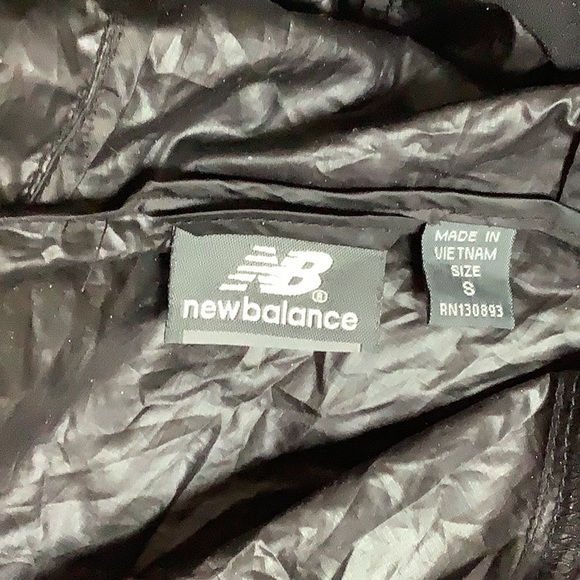 NB®
newbalance
MADE IN
VIETNAM
SIZE
S
RN130893